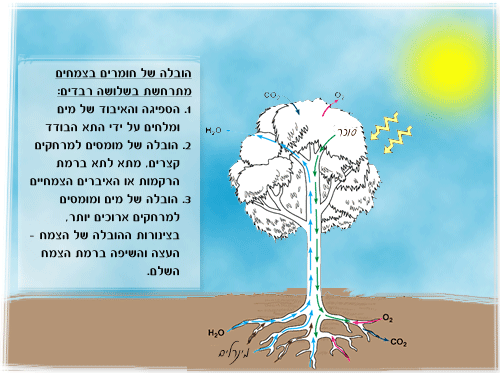 הובלה של חומרים בצמחים
מתרחשת בשלושה רבדים:
1. הספיגה והאיבוד של מים
ומלחים על ידי התא הבודד
2. הובלה של מומסים למרחקים
קצרים. מתא לתא ברמת
הרקמות או האיברים הצמחיים
3. הובלה של מים ומומסים
למרחקים ארוכים יותר,
בצינורות ההובלה של הצמח -
העצה והשיפה ברמת הצמח
השלם.
CO₂
O₂
H₂O
סוכר
O₂
H₂O
CO₂
מינרלים